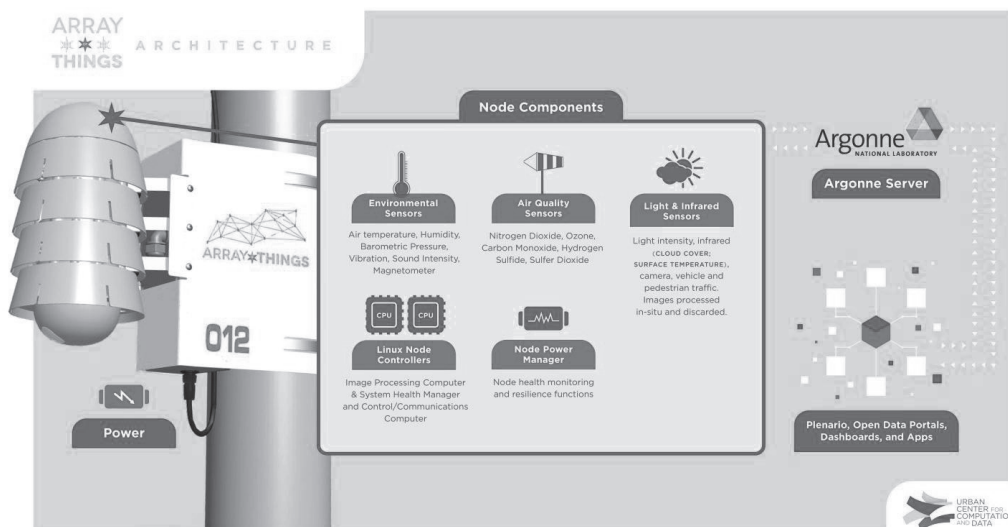 ARRAY
THINGS
ARCHITECTURE
Node Components
Environmental
Sensors
Air temperature, Humidity,
Barometric Pressure,
Vibration, Sound Intensity,
Magnetometer
Air Quality
Sensors
Nitrogen Dioxide, Ozone,
Carbon Monoxide, Hydrogen
Sulfide, Sulfer Dioxide
Light & Infrared
Sensors
Light intensity, infrared
(CLOUD COVER;
SURFACE TEMPERATURE),
camera, vehicle and
pedestrian traffic.
Images processed
in-situ and discarded.
CPU CPU
Linux Node
Controllers
Image Processing Computer
& System Health Manager
and Control/Communications
Computer
Node Power
Manager
Node health monitoring
and resilience functions
ARRAY THINGS
012
Power
Argonne
NATIONAL LABORATORY
Argonne Server
Plenario, Open Data Portals,
Dashboards, and Apps
URBAN
CENTER FOR
COMPUTATIO
AND DATA